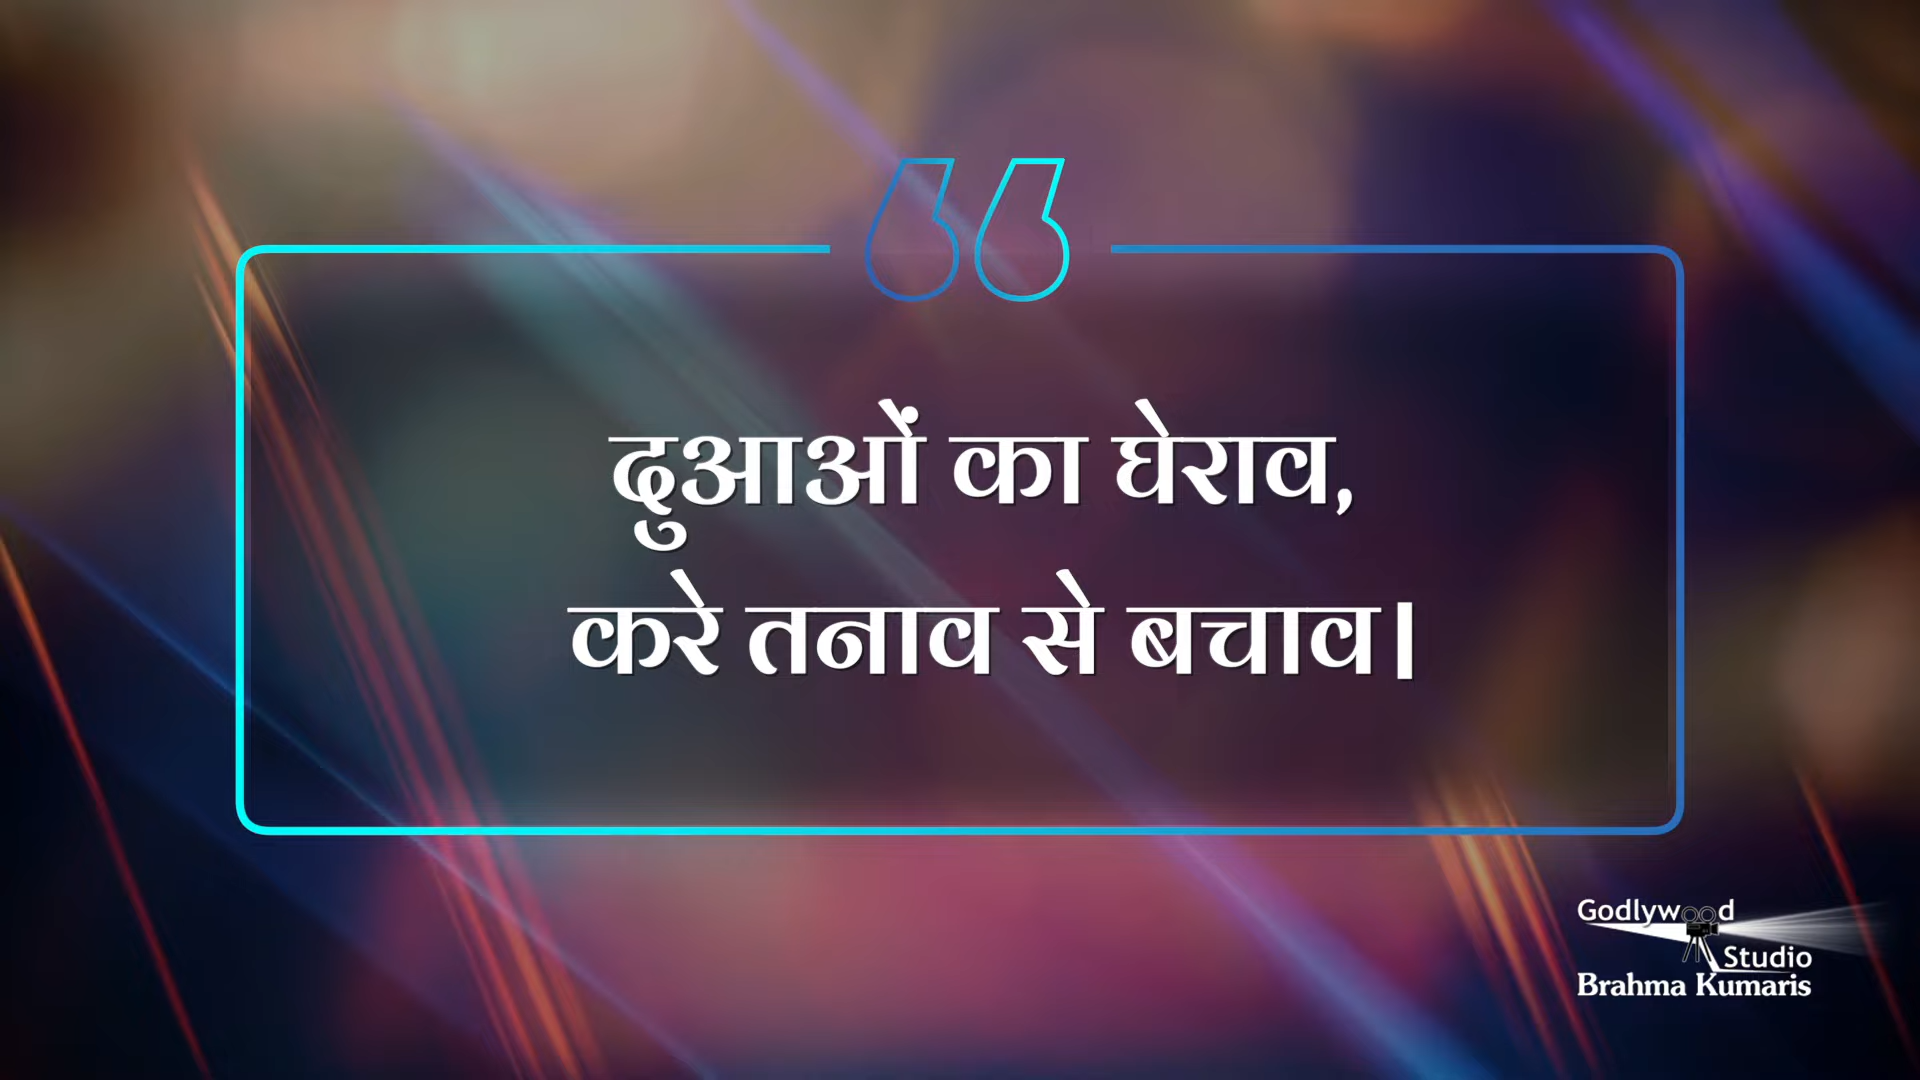 दुआओं का घेराव,
करे तनाव से बचाव।
Godlywood
Studio
Brahma Kumaris